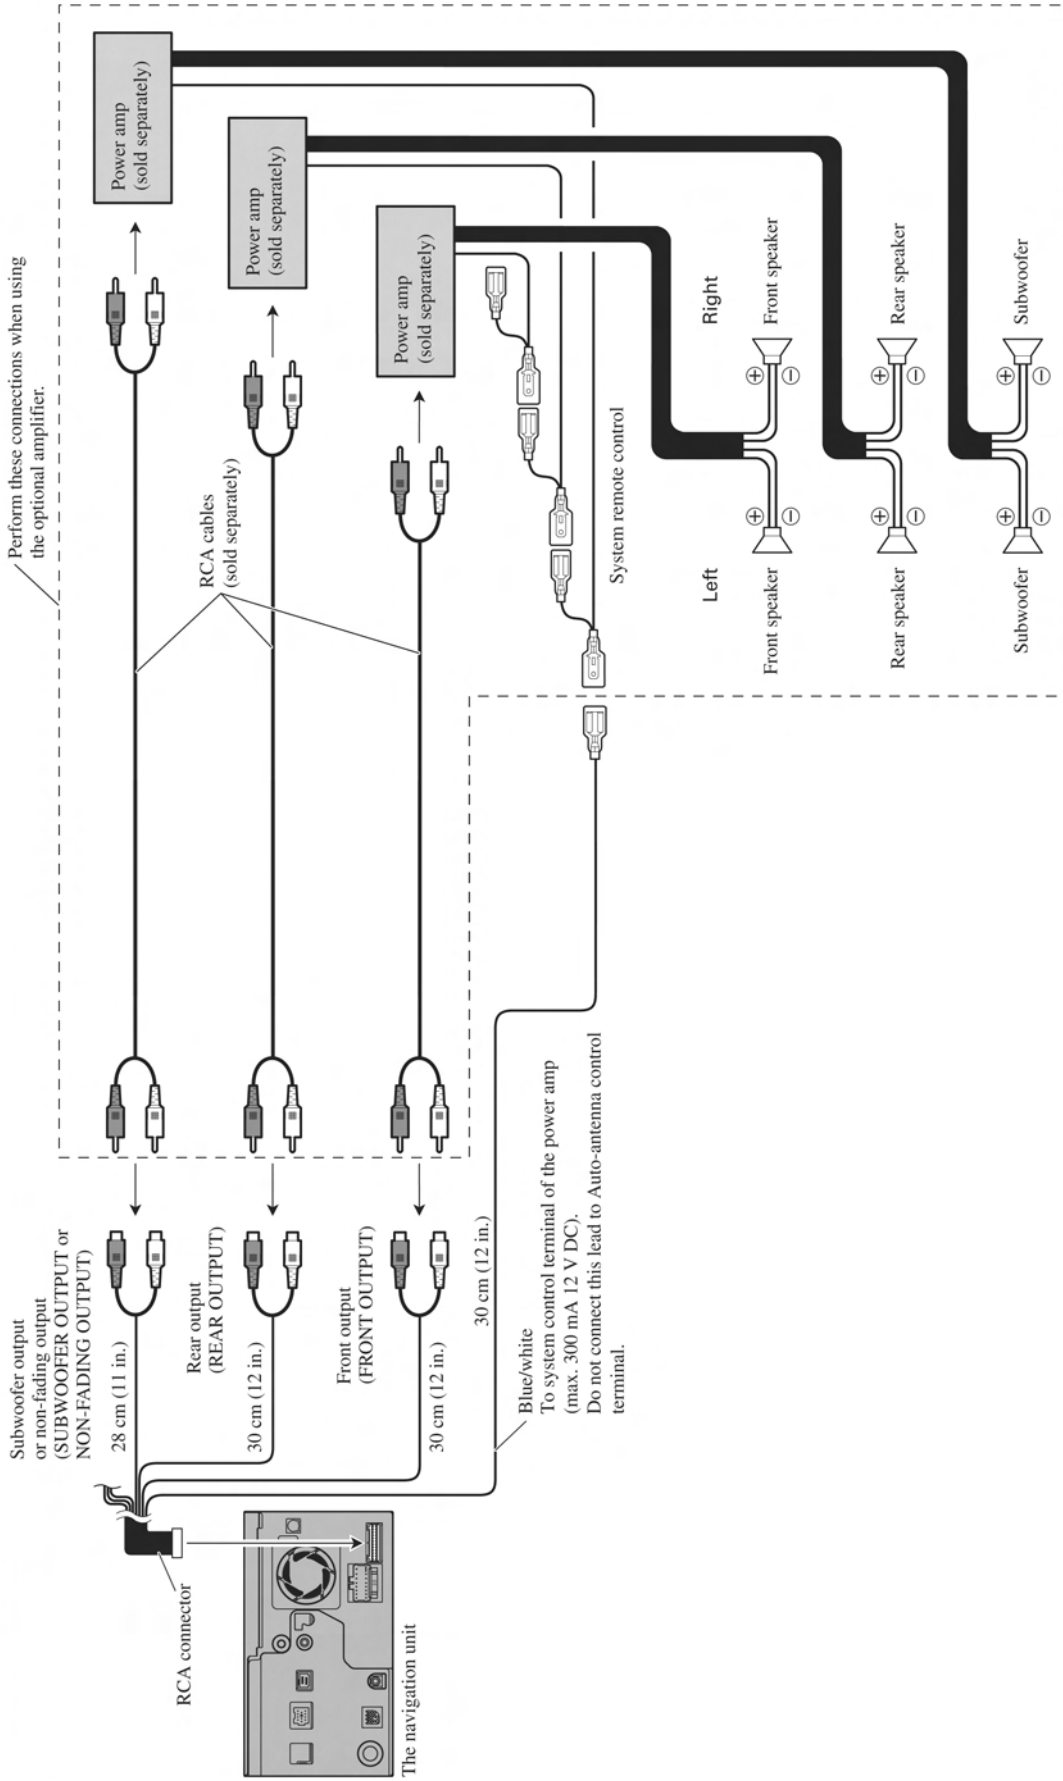 Perform these connections when using
the optional amplifier.
Power amp
(sold separately)
Power amp
(sold separately)
Power amp
(sold separately)
RCA cables
(sold separately)
System remote control
Left
Right
Front speaker
Front speaker
Rear speaker
Rear speaker
Subwoofer
Subwoofer
⊕
⊖
⊕
⊖
⊕
⊖
⊕
⊖
⊕
⊖
⊕
⊖
Subwoofer output
or non-fading output
(SUBWOOFER OUTPUT or
NON-FADING OUTPUT)
28 cm (11 in.)
Rear output
(REAR OUTPUT)
30 cm (12 in.)
Front output
(FRONT OUTPUT)
30 cm (12 in.)
30 cm (12 in.)
Blue/white
To system control terminal of the power amp
(max. 300 mA 12 V DC).
Do not connect this lead to Auto-antenna control
terminal.
RCA connector
The navigation unit